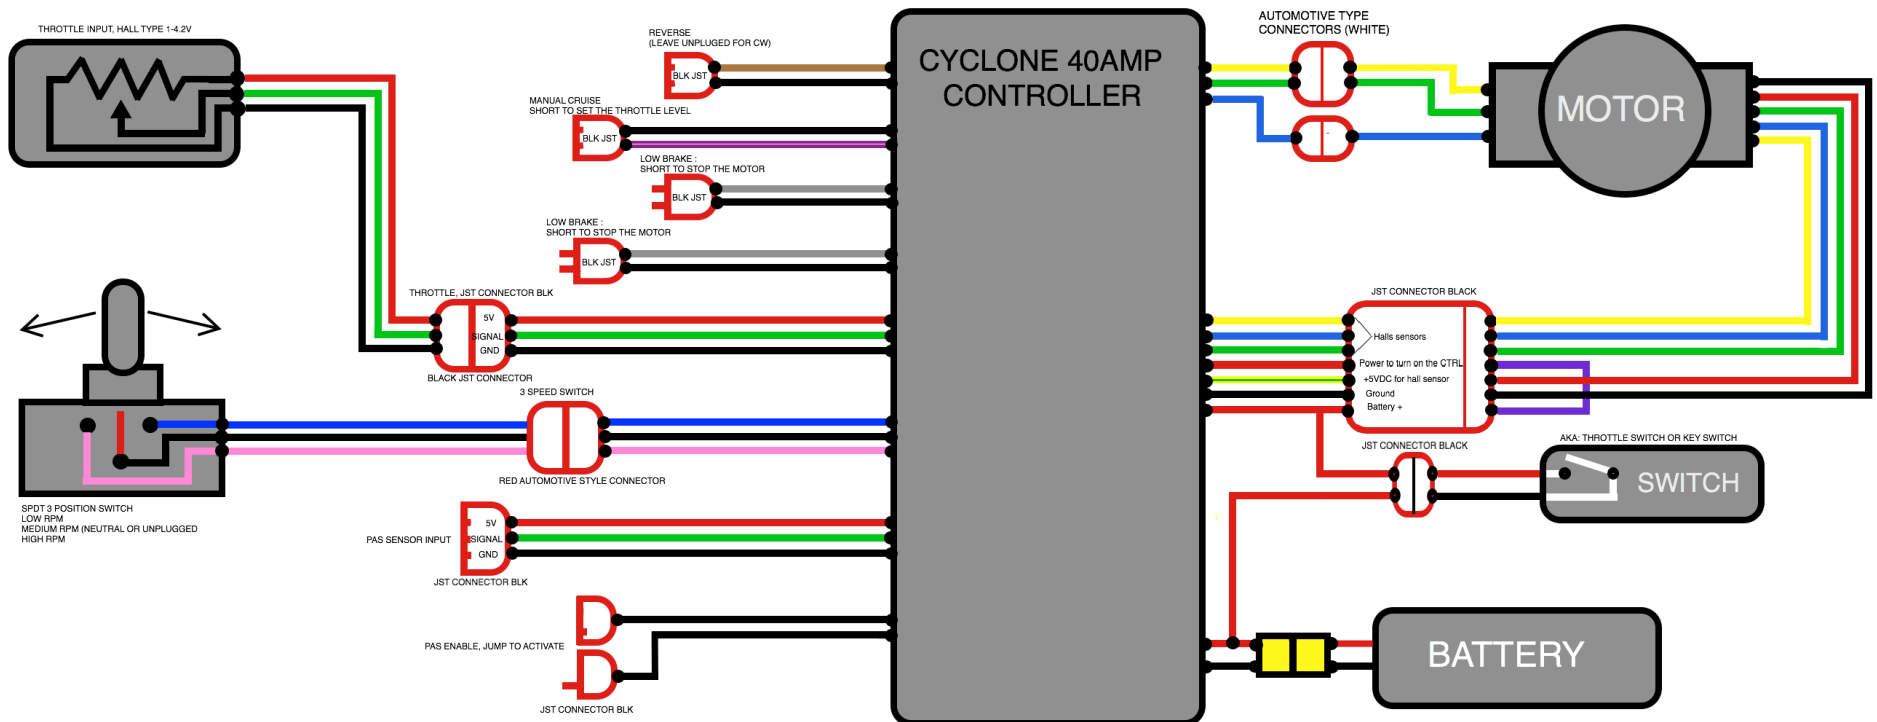 THROTTLE INPUT, HALL TYPE 1-4.2V
REVERSE
(LEAVE UNPLUGED FOR CW)
BLK JST
MANUAL CRUISE
SHORT TO SET THE THROTTLE LEVEL
BLK JST
LOW BRAKE :
SHORT TO STOP THE MOTOR
BLK JST
LOW BRAKE :
SHORT TO STOP THE MOTOR
BLK JST
THROTTLE, JST CONNECTOR BLK
5V
SIGNAL
GND
BLACK JST CONNECTOR
3 SPEED SWITCH
RED AUTOMOTIVE STYLE CONNECTOR
SPDT 3 POSITION SWITCH
LOW RPM
MEDIUM RPM (NEUTRAL OR UNPLUGGED
HIGH RPM
PAS SENSOR INPUT
5V
SIGNAL
GND
JST CONNECTOR BLK
PAS ENABLE, JUMP TO ACTIVATE
JST CONNECTOR BLK
CYCLONE 40AMP
CONTROLLER
AUTOMOTIVE TYPE
CONNECTORS (WHITE)
MOTOR
JST CONNECTOR BLACK
Halls sensors
Power to turn on the CTRL
+5VDC for hall sensor
Ground
Battery +
JST CONNECTOR BLACK
AKA: THROTTLE SWITCH OR KEY SWITCH
SWITCH
BATTERY